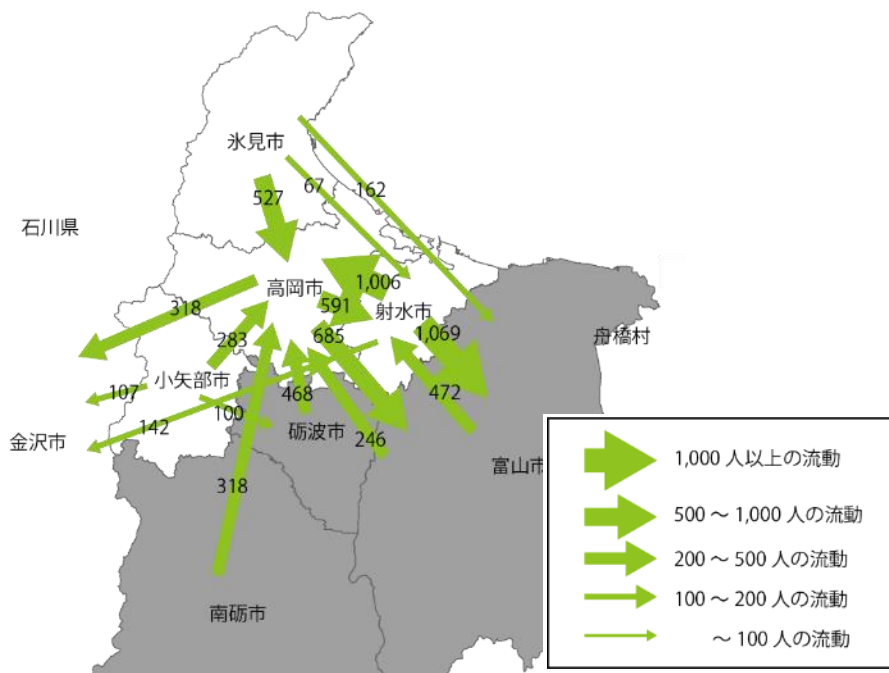 氷見市
67
162
527
石川県
高岡市
1,006
318
591
射水市
283
685
1,069
舟橋村
小矢部市
107
100
468
472
142
金沢市
砺波市
246
富山市
318
南砺市
1,000 人以上の流動
500 ～ 1,000 人の流動
200 ～ 500 人の流動
100 ～ 200 人の流動
～ 100 人の流動